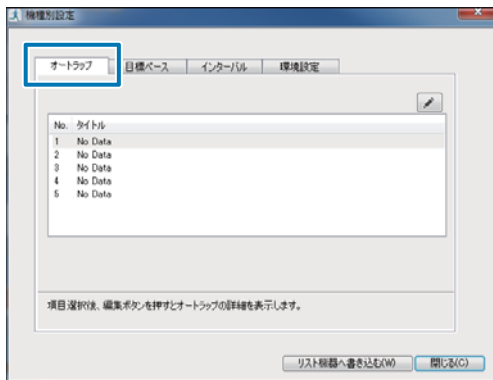 機種別設定
オートラップ 目標ペース インターバル 環境設定
No. タイトル
1 No Data
2 No Data
3 No Data
4 No Data
5 No Data
項目選択後、編集ボタンを押すとオートラップの詳細を表示します。
リスト機器へ書き込む(W) 閉じる(C)